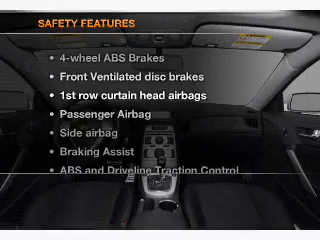 SAFETY FEATURES
• 4-wheel ABS Brakes
• Front Ventilated disc brakes
• 1st row curtain head airbags
• Passenger Airbag
• Side airbag
• Braking Assist
• ABS and Driveline Traction Control